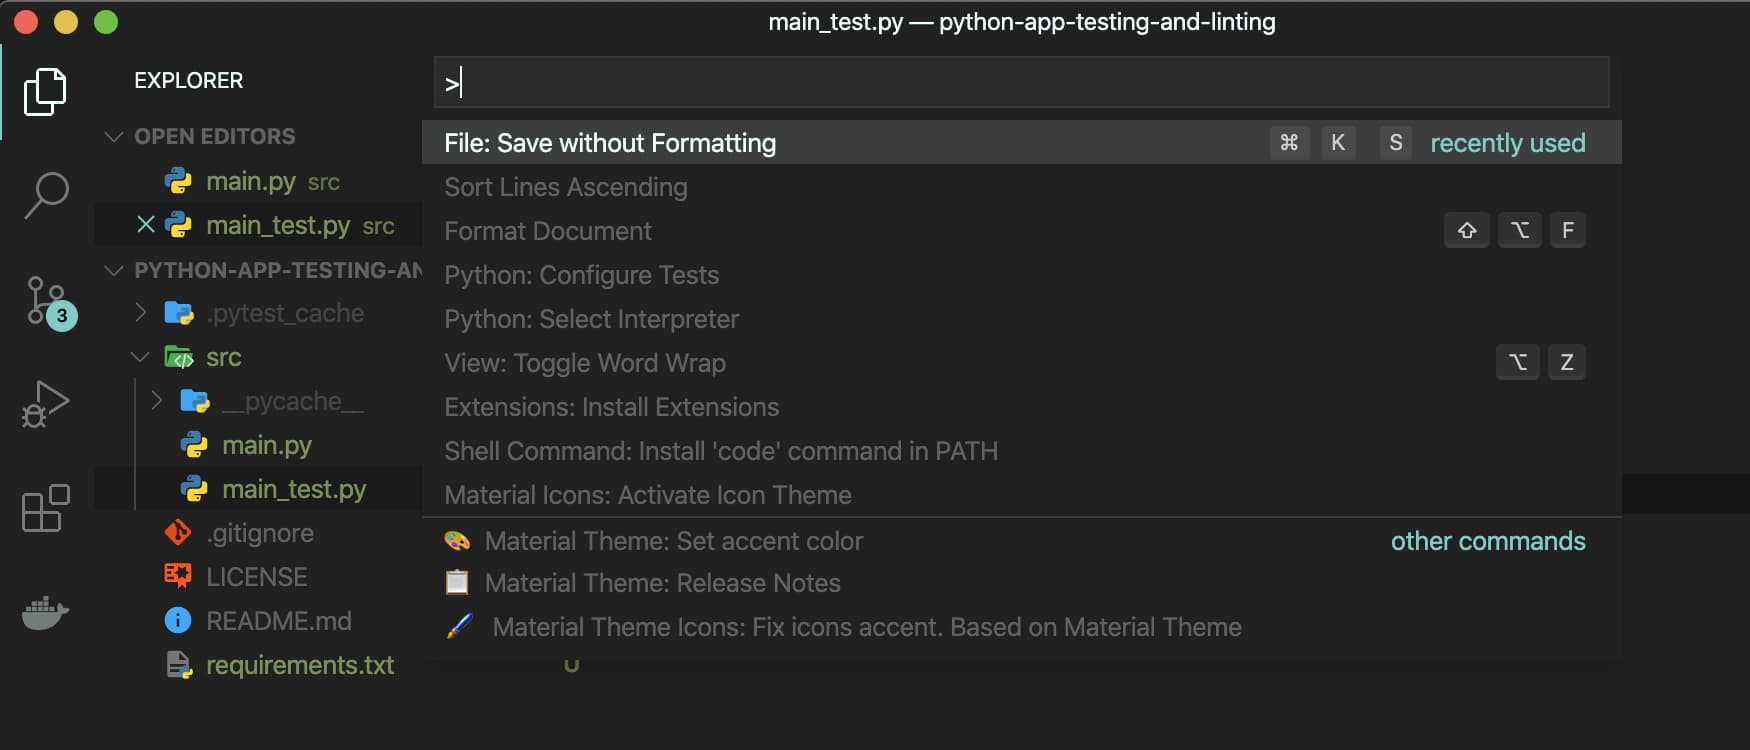 main_test.py — python-app-testing-and-linting
EXPLORER
OPEN EDITORS
main.py src
main_test.py src
PYTHON-APP-TESTING-AN
.pytest_cache
src
__pycache__
main.py
main_test.py
.gitignore
LICENSE
README.md
requirements.txt U
3
>
File: Save without Formatting ⌘ K S recently used
Sort Lines Ascending
Format Document ⇧ ⌥ F
Python: Configure Tests
Python: Select Interpreter
View: Toggle Word Wrap ⌥ Z
Extensions: Install Extensions
Shell Command: Install 'code' command in PATH
Material Icons: Activate Icon Theme
🎨 Material Theme: Set accent color other commands
📋 Material Theme: Release Notes
🖌️ Material Theme Icons: Fix icons accent. Based on Material Theme